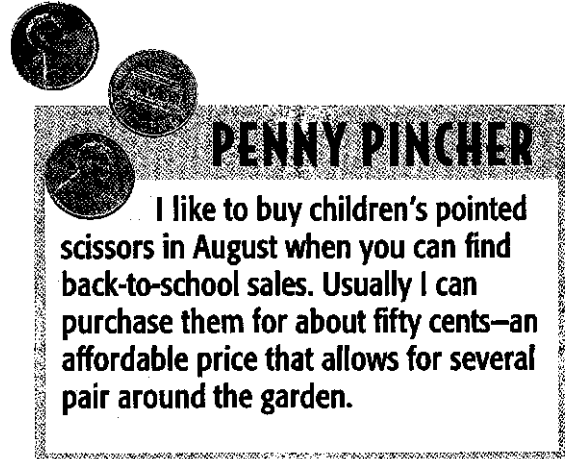 PENNY PINCHER
I like to buy children's pointed
scissors in August when you can find
back-to-school sales. Usually I can
purchase them for about fifty cents—an
affordable price that allows for several
pair around the garden.